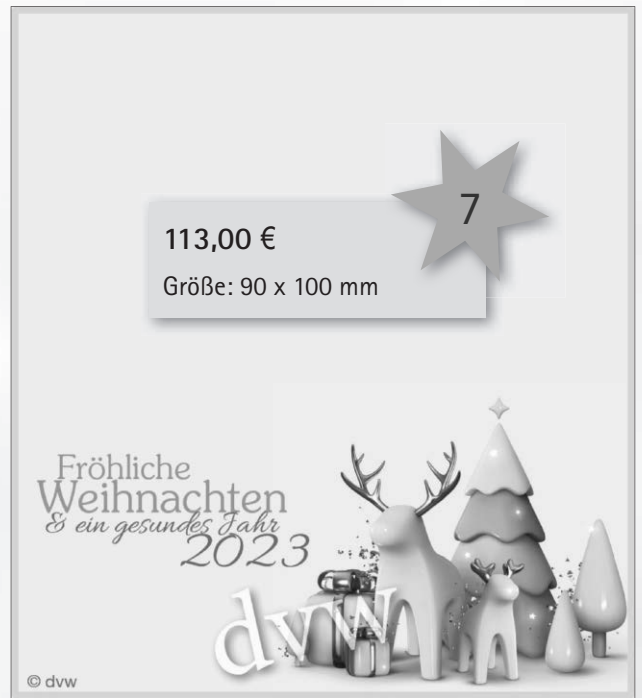 7
113,00 €
Größe: 90 x 100 mm
Fröhliche
Weihnachten
& ein gesundes Jahr
2023
dvw
© dvw